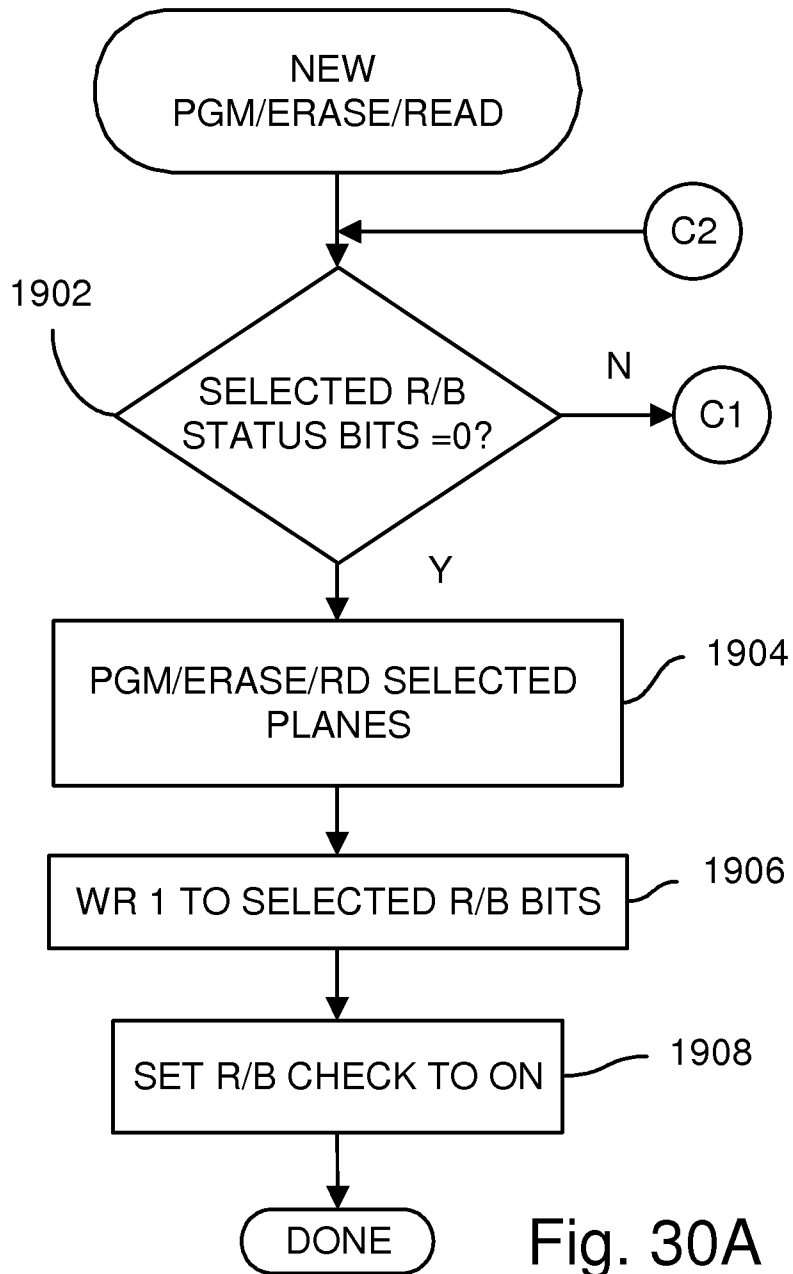 NEW
PGM/ERASE/READ
C2
1902
SELECTED R/B
STATUS BITS =0?
N
C1
Y
PGM/ERASE/RD SELECTED
PLANES
1904
WR 1 TO SELECTED R/B BITS
1906
SET R/B CHECK TO ON
1908
DONE
Fig. 30A